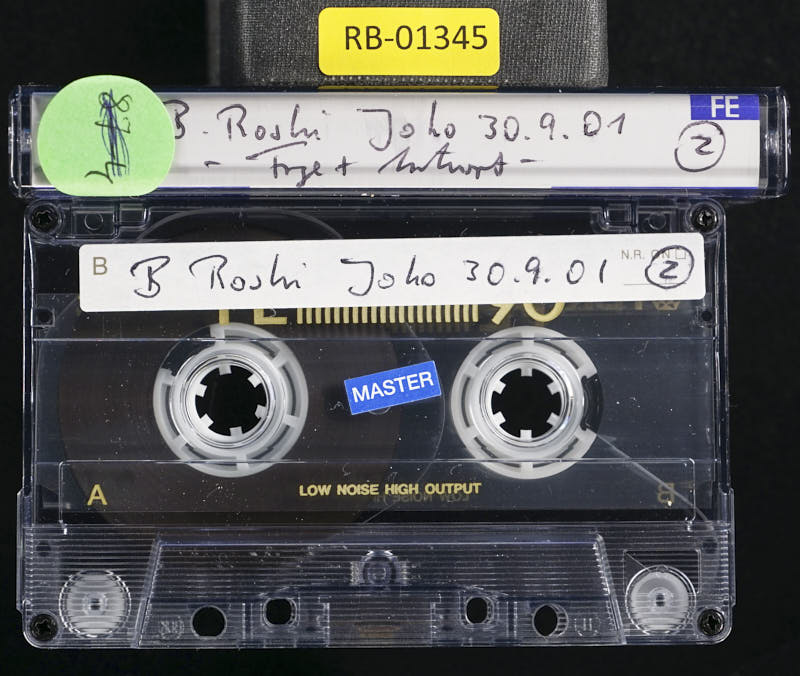 RB-01345
B. Roshi Joho 30.9.01 FE
②
- Frage + Antwort -
B B Roshi Joho 30.9.01 N.R. ON ②
FE 90
MASTER
A LOW NOISE HIGH OUTPUT B